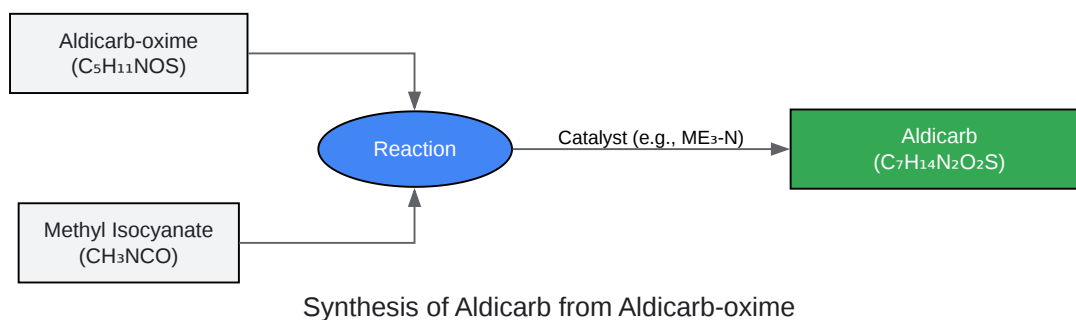 Aldicarb-oxime
(C₅H₁₁NOS)
Reaction
Catalyst (e.g., ME₃-N)
Aldicarb
(C₇H₁₄N₂O₂S)
Methyl Isocyanate
(CH₃NCO)
Synthesis of Aldicarb from Aldicarb-oxime